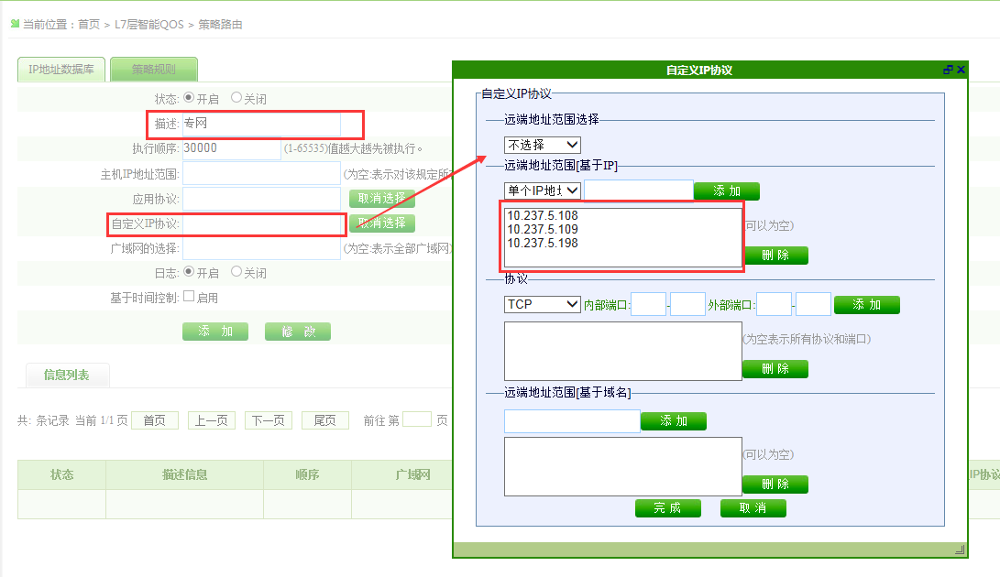 当前位置：首页 > L7层智能QOS > 策略路由
IP地址数据库 策略规则
状态: 开启 关闭
描述: 专网
执行顺序: 30000 (1-65535)值越大越先被执行。
主机IP地址范围: (为空:表示对该规定所
应用协议: 取消选择
自定义IP协议: 取消选择
广域网的选择: (为空:表示全部广域网)
日志: 开启 关闭
基于时间控制: 启用
添 加 修 改
信息列表
共: 条记录 当前 1/1 页 首页 上一页 下一页 尾页 前往 第 页
状态 描述信息 顺序 广域网 IP协议
自定义IP协议
自定义IP协议
远端地址范围选择
不选择
远端地址范围[基于IP]
单个IP地址 添 加
10.237.5.108
10.237.5.109
10.237.5.198
可以为空)
删 除
协议
TCP 内部端口: - 外部端口: - 添 加
(为空表示所有协议和端口)
删 除
远端地址范围[基于域名]
添 加
(可以为空)
删 除
完 成 取 消